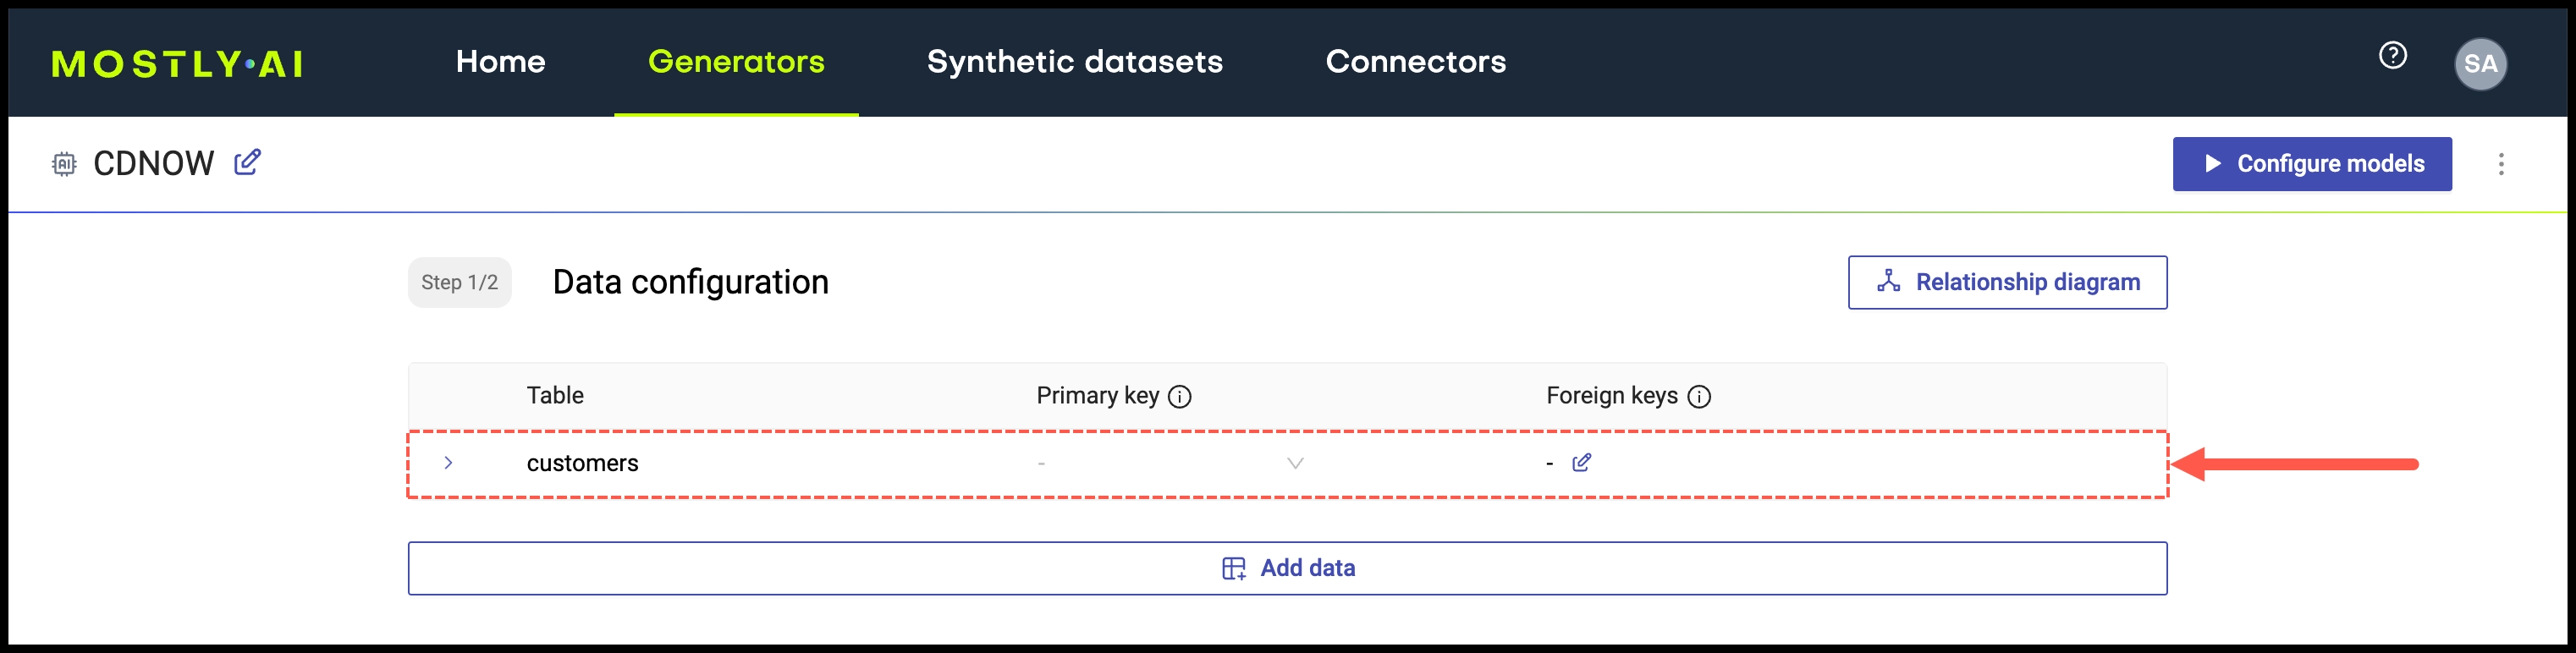 MOSTLY·AI Home Generators Synthetic datasets Connectors ? SA
AI CDNOW Configure models
Step 1/2 Data configuration Relationship diagram
Table Primary key i Foreign keys i
customers - -
Add data